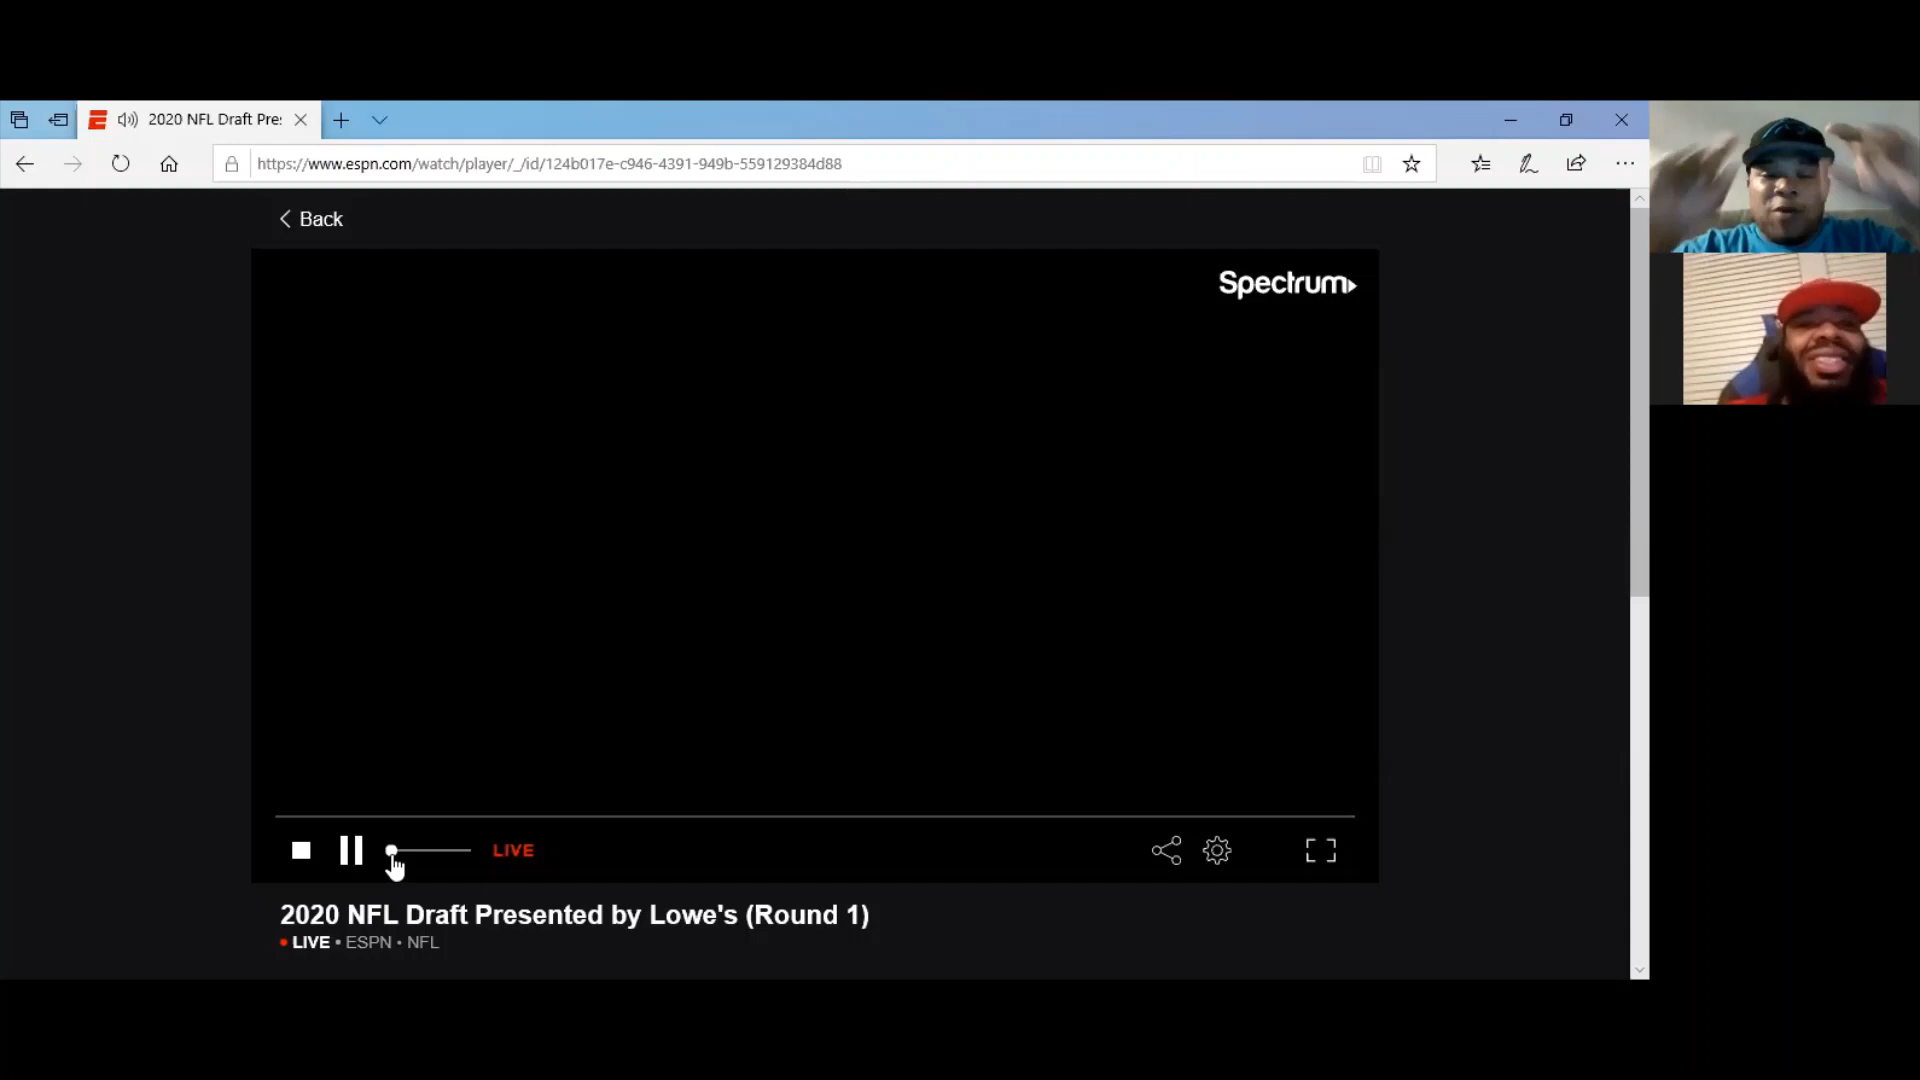 2020 NFL Draft Pre:
https://www.espn.com/watch/player/_/id/124b017e-c946-4391-949b-559129384d88
Back
Spectrum
LIVE
2020 NFL Draft Presented by Lowe's (Round 1)
LIVE • ESPN • NFL